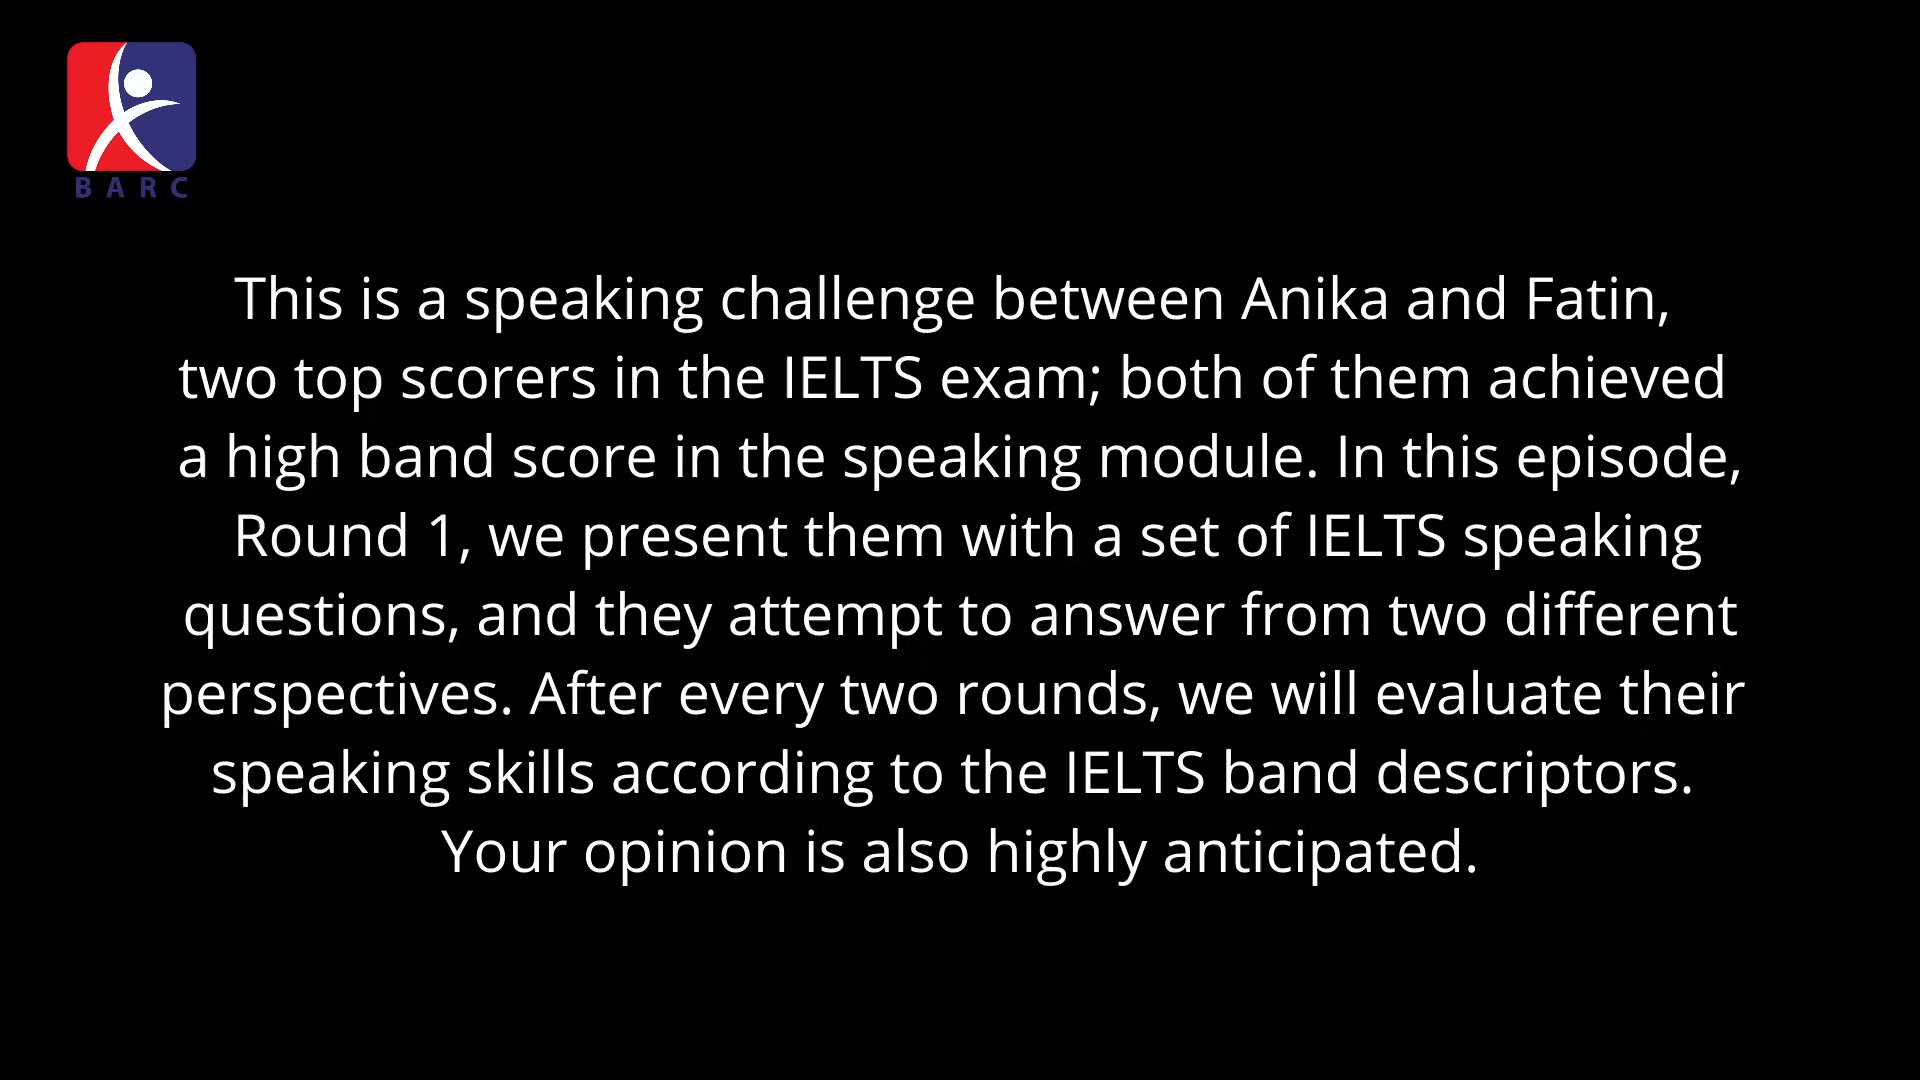 BARC
This is a speaking challenge between Anika and Fatin,
two top scorers in the IELTS exam; both of them achieved
a high band score in the speaking module. In this episode,
Round 1, we present them with a set of IELTS speaking
questions, and they attempt to answer from two different
perspectives. After every two rounds, we will evaluate their
speaking skills according to the IELTS band descriptors.
Your opinion is also highly anticipated.